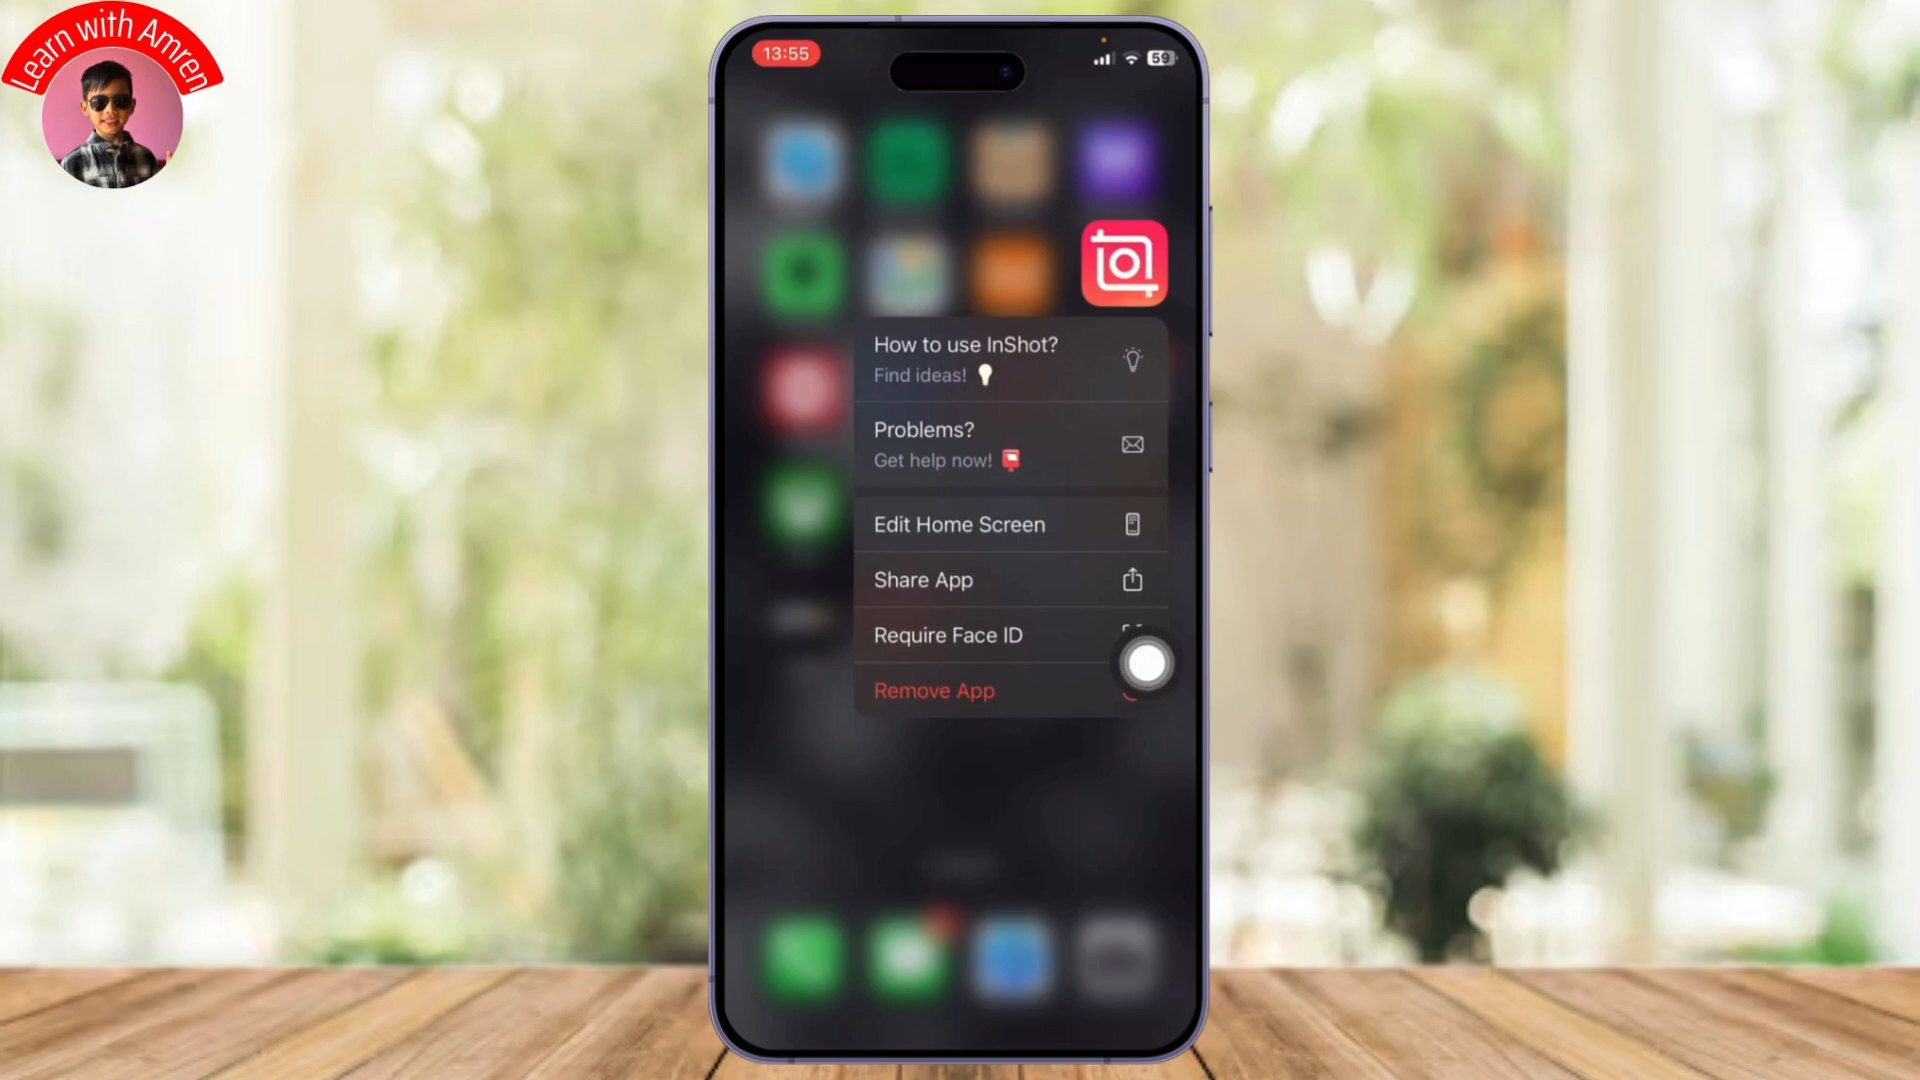 Learn with Amren
13:55
59
How to use InShot?
Find ideas! 💡
Problems?
Get help now! 📮
Edit Home Screen
Share App
Require Face ID
Remove App